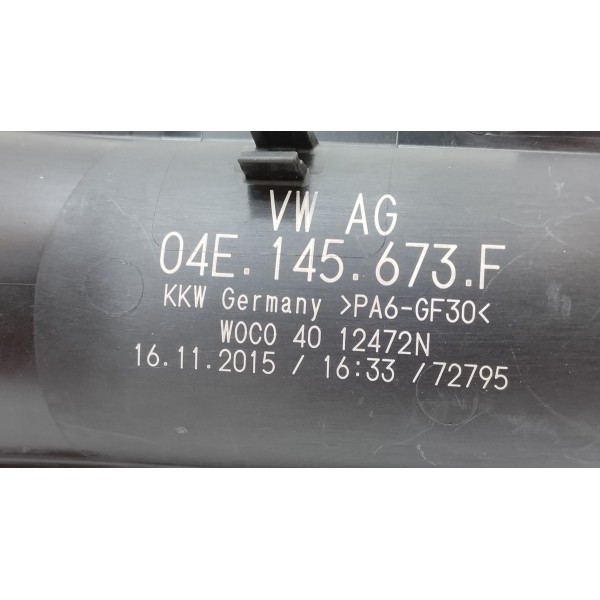 VW AG
04E.145.673.F
KKW Germany >PA6-GF30<
WOCO 40 12472N
16.11.2015 / 16:33 /72795